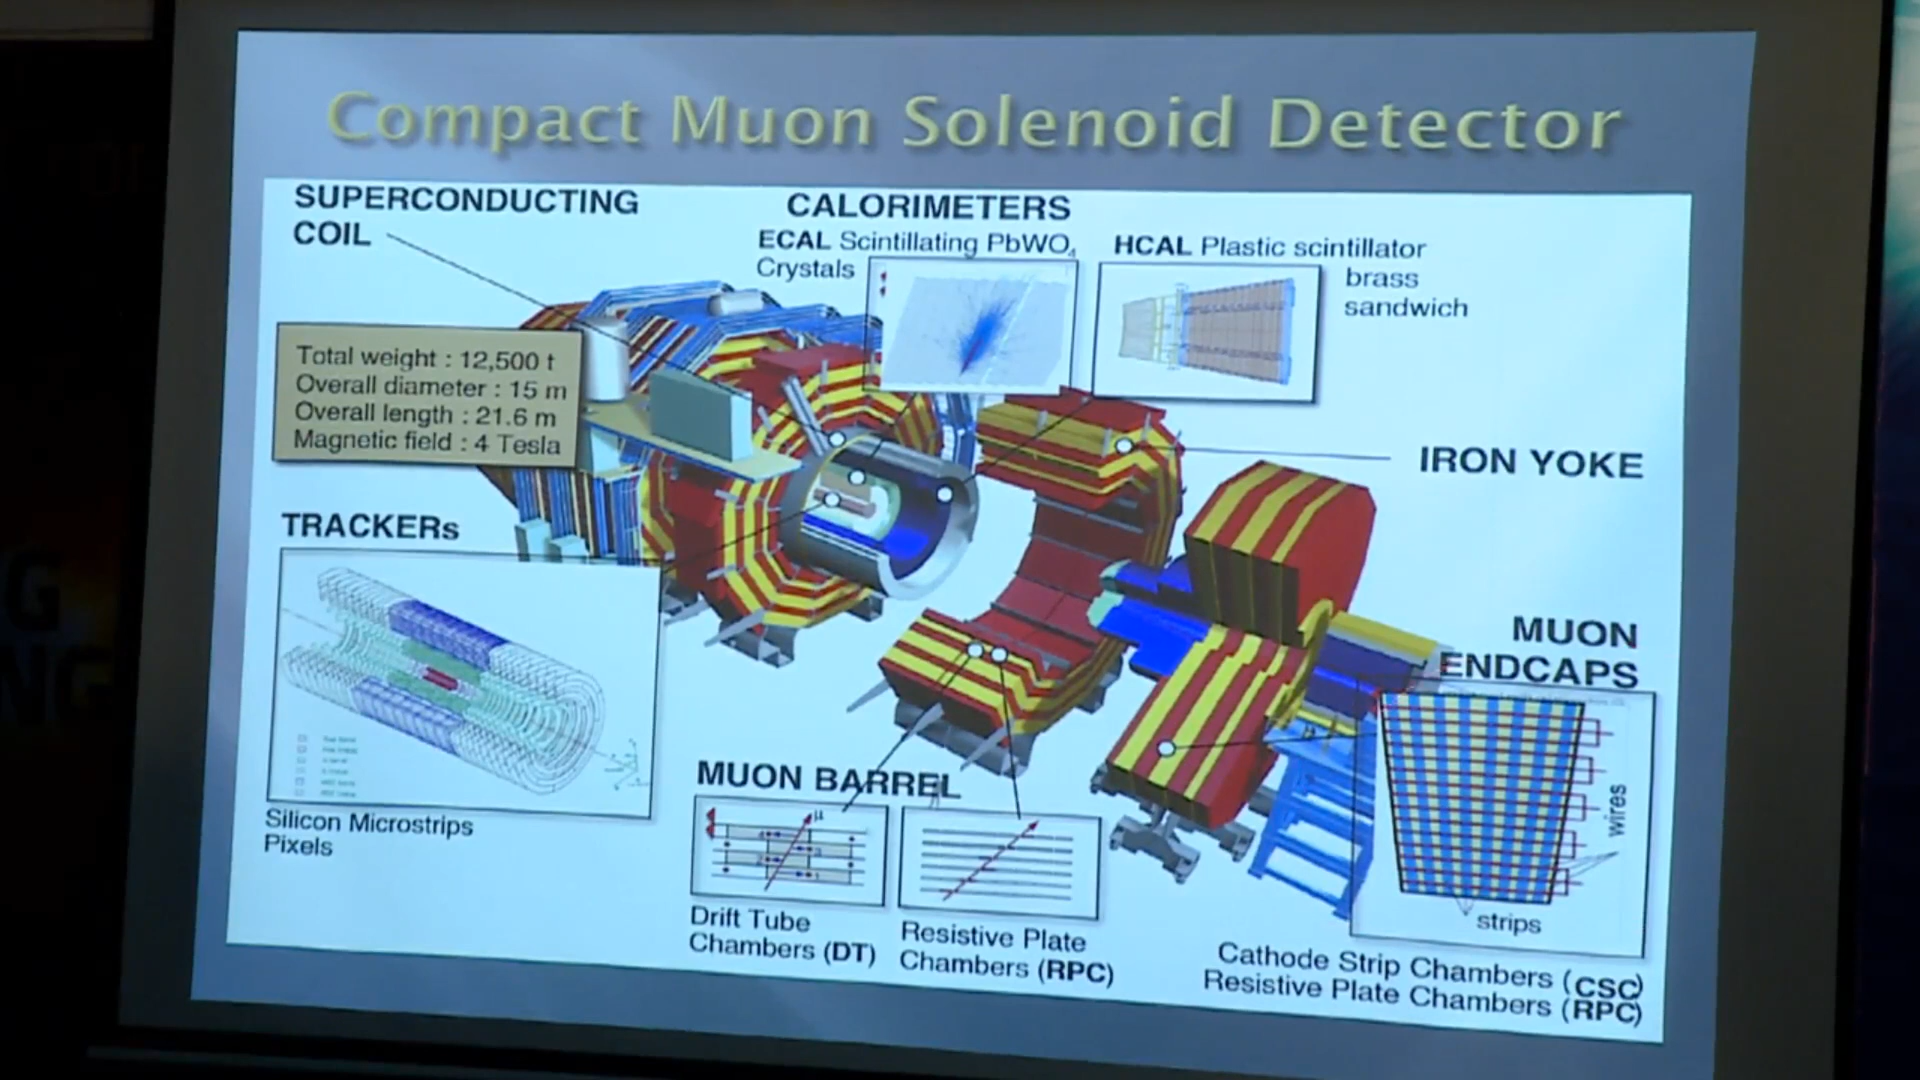 Compact Muon Solenoid Detector
SUPERCONDUCTING
COIL
CALORIMETERS
ECAL Scintillating PbWO4
Crystals
HCAL Plastic scintillator
brass
sandwich
Total weight : 12,500 t
Overall diameter : 15 m
Overall length : 21.6 m
Magnetic field : 4 Tesla
IRON YOKE
TRACKERs
Silicon Microstrips
Pixels
MUON BARREL
μ
Drift Tube
Chambers (DT)
Resistive Plate
Chambers (RPC)
MUON
ENDCAPS
wires
strips
Cathode Strip Chambers (CSC)
Resistive Plate Chambers (RPC)